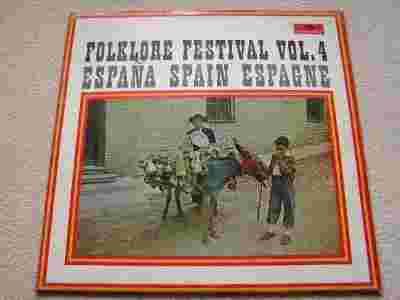 FOLKLORE FESTIVAL VOL. 4
ESPAÑA SPAIN ESPAGNE